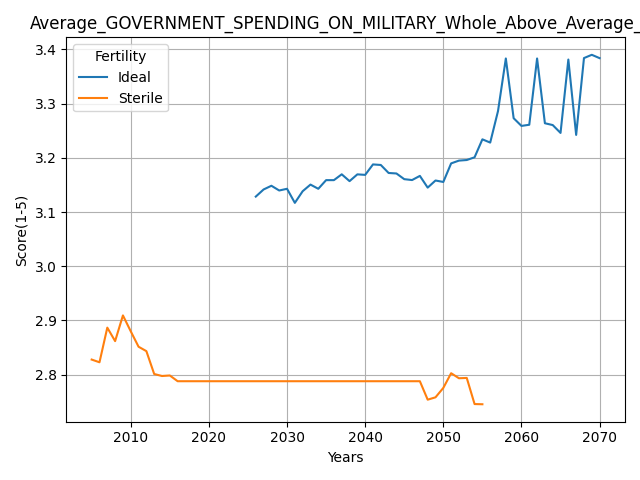 Average_GOVERNMENT_SPENDING_ON_MILITARY_Whole_Above_Average_
Fertility
Ideal
Sterile
Score(1-5)
3.4
3.3
3.2
3.1
3.0
2.9
2.8
2010 2020 2030 2040 2050 2060 2070
Years